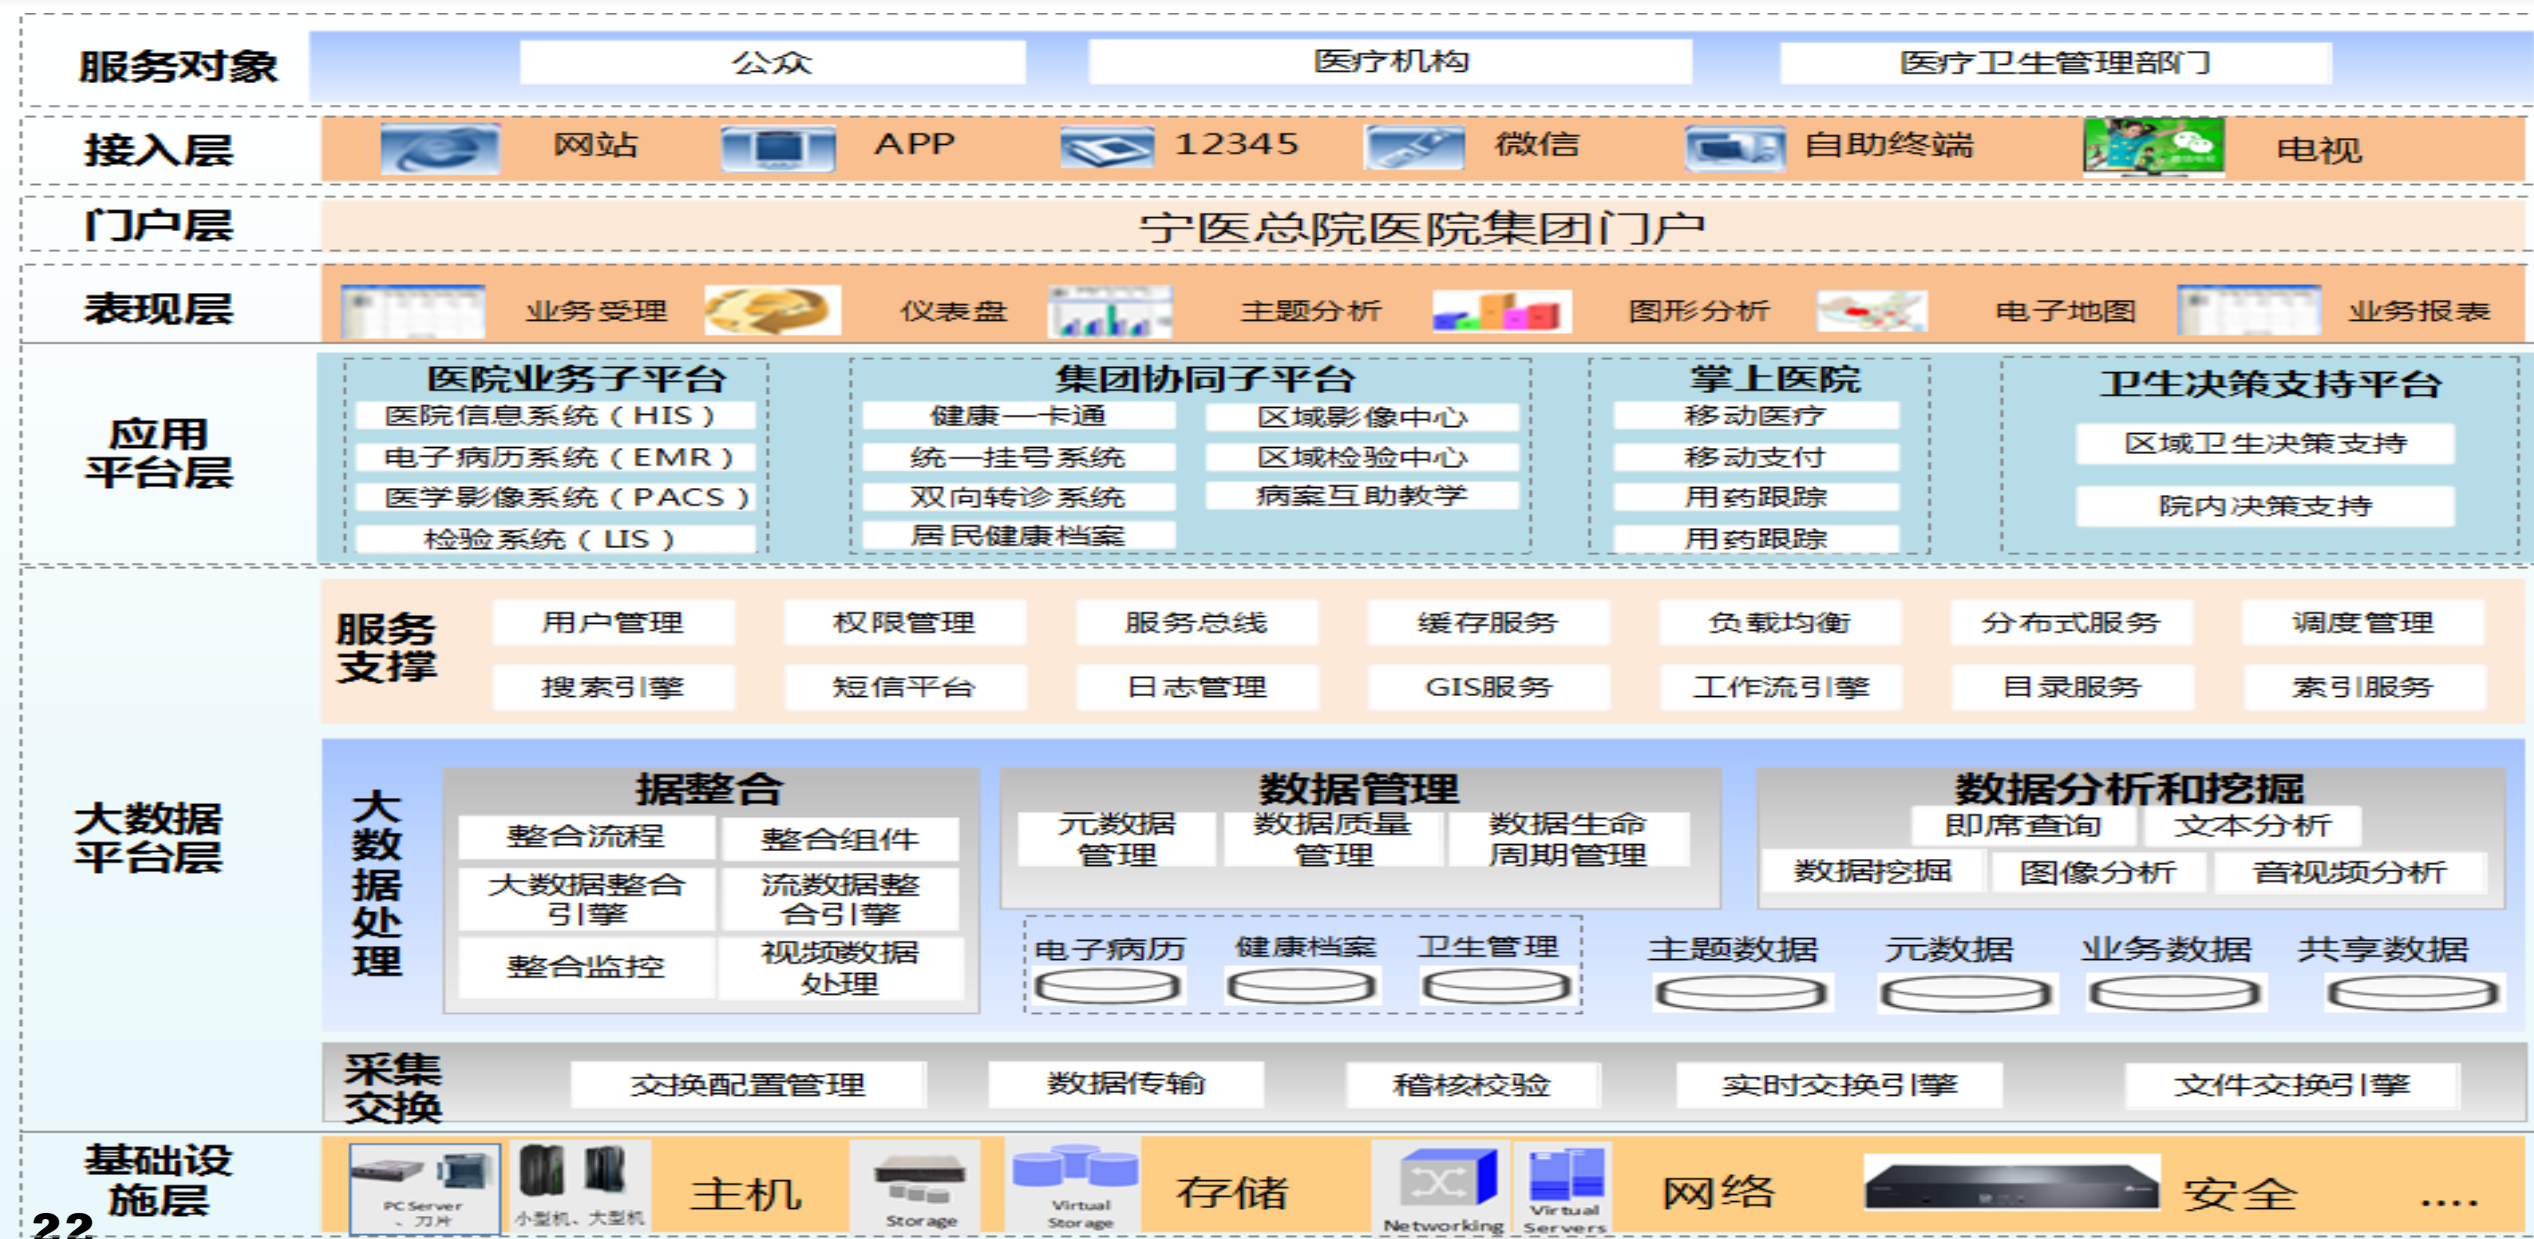 服务对象
公众
医疗机构
医疗卫生管理部门
接入层
网站
APP
12345
微信
自助终端
电视
门户层
宁医总院医院集团门户
表现层
业务受理
仪表盘
主题分析
图形分析
电子地图
业务报表
应用
平台层
医院业务子平台
医院信息系统（HIS）
电子病历系统（EMR）
医学影像系统（PACS）
检验系统（LIS）
集团协同子平台
健康一卡通
区域影像中心
统一挂号系统
区域检验中心
双向转诊系统
病案互助教学
居民健康档案
掌上医院
移动医疗
移动支付
用药跟踪
用药跟踪
卫生决策支持平台
区域卫生决策支持
院内决策支持
大数据
平台层
服务
支撑
用户管理
权限管理
服务总线
缓存服务
负载均衡
分布式服务
调度管理
搜索引擎
短信平台
日志管理
GIS服务
工作流引擎
目录服务
索引服务
大
数
据
处
理
据整合
整合流程
整合组件
大数据整合
引擎
流数据整
合引擎
整合监控
视频数据
处理
数据管理
元数据
管理
数据质量
管理
数据生命
周期管理
数据分析和挖掘
即席查询
文本分析
数据挖掘
图像分析
音视频分析
电子病历
健康档案
卫生管理
主题数据
元数据
业务数据
共享数据
采集
交换
交换配置管理
数据传输
稽核校验
实时交换引擎
文件交换引擎
基础设
施层
PC Server
、刀片
小型机、大型机
主机
Storage
Virtual
Storage
存储
Networking
Virtual
Servers
网络
安全
....
22